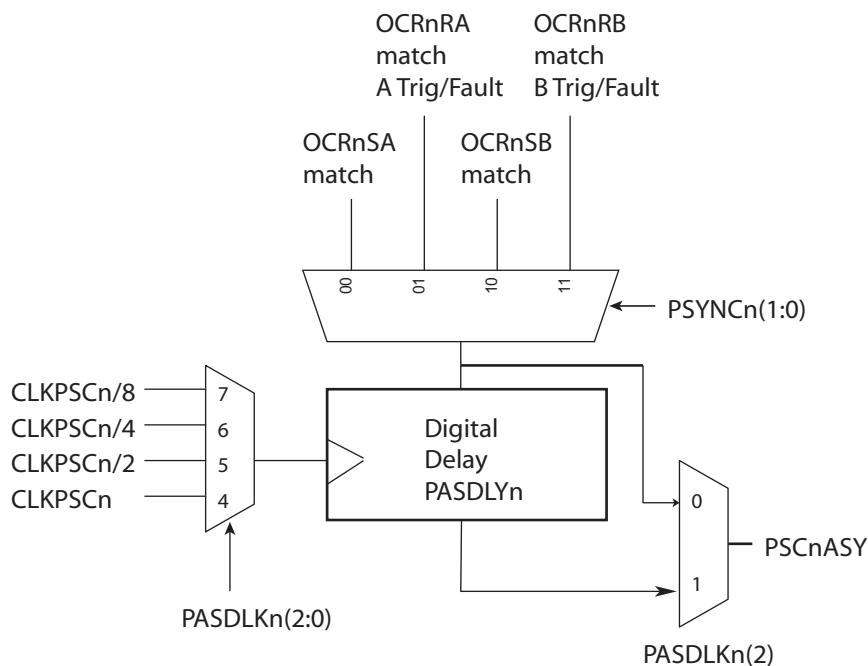 OCRnRA
match
A Trig/Fault
OCRnRB
match
B Trig/Fault
OCRnSA
match
OCRnSB
match
00
01
10
11
PSYNCn(1:0)
CLKPSCn/8
CLKPSCn/4
CLKPSCn/2
CLKPSCn
7
6
5
4
Digital
Delay
PASDLYn
0
1
PSCnASY
PASDLKn(2:0)
PASDLKn(2)